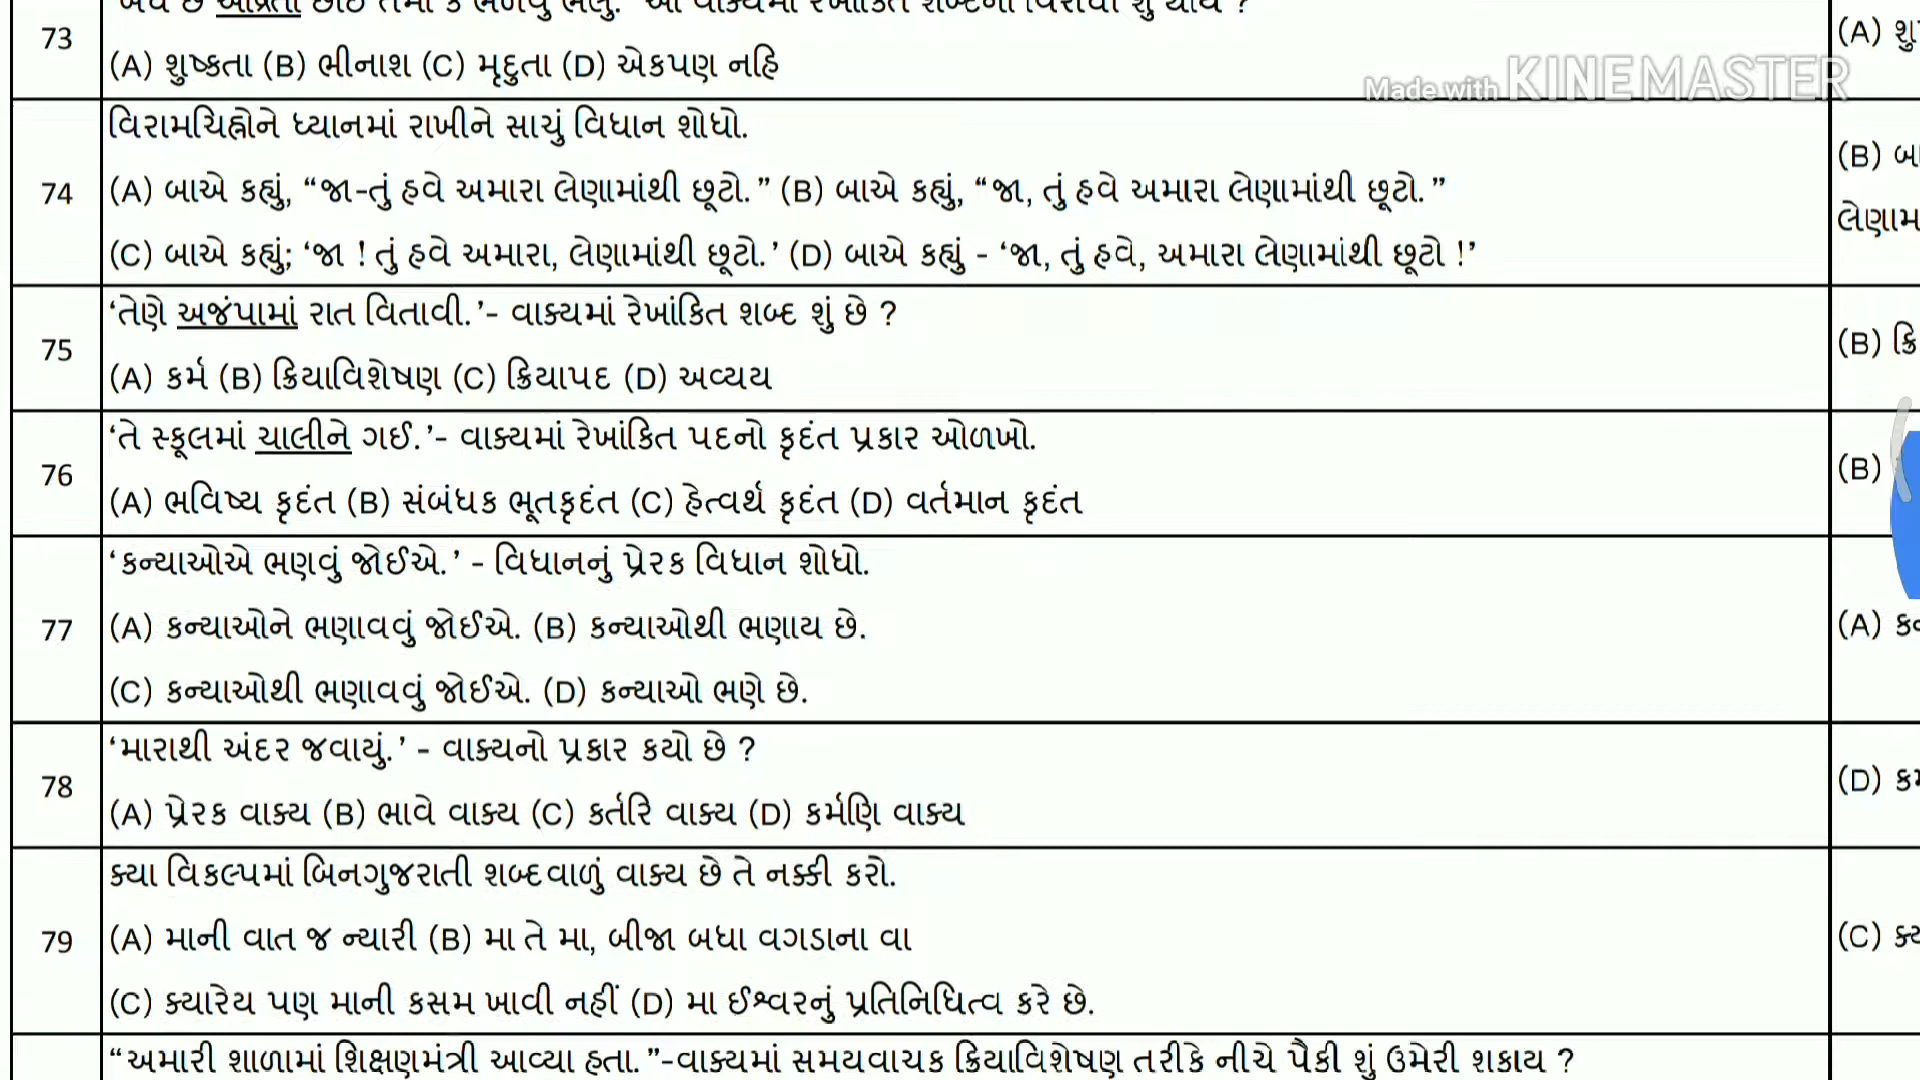 73
(A) શુષ્કતા (B) ભીનાશ (C) મૃદુતા (D) એકપણ નહિ
(A)
Made with KINEMASTER
74
વિરામચિહ્નોને ધ્યાનમાં રાખીને સાચું વિધાન શોધો.
(A) બાએ કહ્યું, “જા-તું હવે અમારા લેણામાંથી છૂટો.” (B) બાએ કહ્યું, “જા, તું હવે અમારા લેણામાંથી છૂટો.”
(C) બાએ કહ્યું; ‘જા ! તું હવે અમારા, લેણામાંથી છૂટો.’ (D) બાએ કહ્યું - ‘જા, તું હવે, અમારા લેણામાંથી છૂટો !’
(B)
75
‘તેણે અજંપામાં રાત વિતાવી.’- વાક્યમાં રેખાંકિત શબ્દ શું છે ?
(A) કર્મ (B) ક્રિયાવિશેષણ (C) ક્રિયાપદ (D) અવ્યય
(B)
76
‘તે સ્કૂલમાં ચાલીને ગઈ.’- વાક્યમાં રેખાંકિત પદનો કૃદંત પ્રકાર ઓળખો.
(A) ભવિષ્ય કૃદંત (B) સંબંધક ભૂતકૃદંત (C) હેત્વર્થ કૃદંત (D) વર્તમાન કૃદંત
(B)
77
‘કન્યાઓએ ભણવું જોઈએ.’ - વિધાનનું પ્રેરક વિધાન શોધો.
(A) કન્યાઓને ભણાવવું જોઈએ. (B) કન્યાઓથી ભણાય છે.
(C) કન્યાઓથી ભણાવવું જોઈએ. (D) કન્યાઓ ભણે છે.
(A)
78
‘મારાથી અંદર જવાયું.’ - વાક્યનો પ્રકાર કયો છે ?
(A) પ્રેરક વાક્ય (B) ભાવે વાક્ય (C) કર્તરિ વાક્ય (D) કર્મણિ વાક્ય
(D)
79
ક્યા વિકલ્પમાં બિનગુજરાતી શબ્દવાળું વાક્ય છે તે નક્કી કરો.
(A) માની વાત જ ન્યારી (B) મા તે મા, બીજા બધા વગડાના વા
(C) ક્યારેય પણ માની કસમ ખાવી નહીં (D) મા ઈશ્વરનું પ્રતિનિધિત્વ કરે છે.
(C)
“અમારી શાળામાં શિક્ષણમંત્રી આવ્યા હતા.”-વાક્યમાં સમયવાચક ક્રિયાવિશેષણ તરીકે નીચે પૈકી શું ઉમેરી શકાય ?